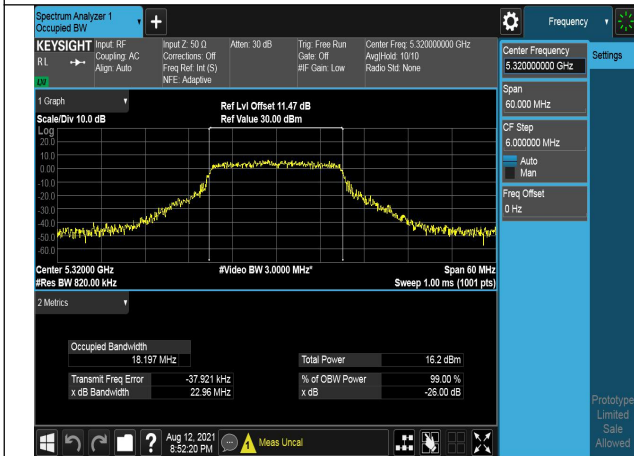 Spectrum Analyzer 1
Occupied BW
Frequency
KEYSIGHT
RL
Input: RF
Coupling: AC
Align: Auto
Input Z: 50 Ω
Corrections: Off
Freq Ref: Int (S)
NFE: Adaptive
Atten: 30 dB
Trig: Free Run
Gate: Off
#IF Gain: Low
Center Freq: 5.320000000 GHz
Avg|Hold: 10/10
Radio Std: None
Center Frequency
5.320000000 GHz
Settings
Span
60.000 MHz
CF Step
6.000000 MHz
Auto
Man
Freq Offset
0 Hz
1 Graph
Scale/Div 10.0 dB
Ref Lvl Offset 11.47 dB
Ref Value 30.00 dBm
Log
20.0
10.0
0.00
-10.0
-20.0
-30.0
-40.0
-50.0
-60.0
Center 5.32000 GHz
#Video BW 3.0000 MHz*
Span 60 MHz
#Res BW 820.00 kHz
Sweep 1.00 ms (1001 pts)
2 Metrics
Occupied Bandwidth
18.197 MHz
Total Power 16.2 dBm
Transmit Freq Error -37.921 kHz
% of OBW Power 99.00 %
x dB Bandwidth 22.96 MHz
x dB -26.00 dB
Prototype
Limited
Sale
Allowed
?
Aug 12, 2021
8:52:20 PM
Meas Uncal